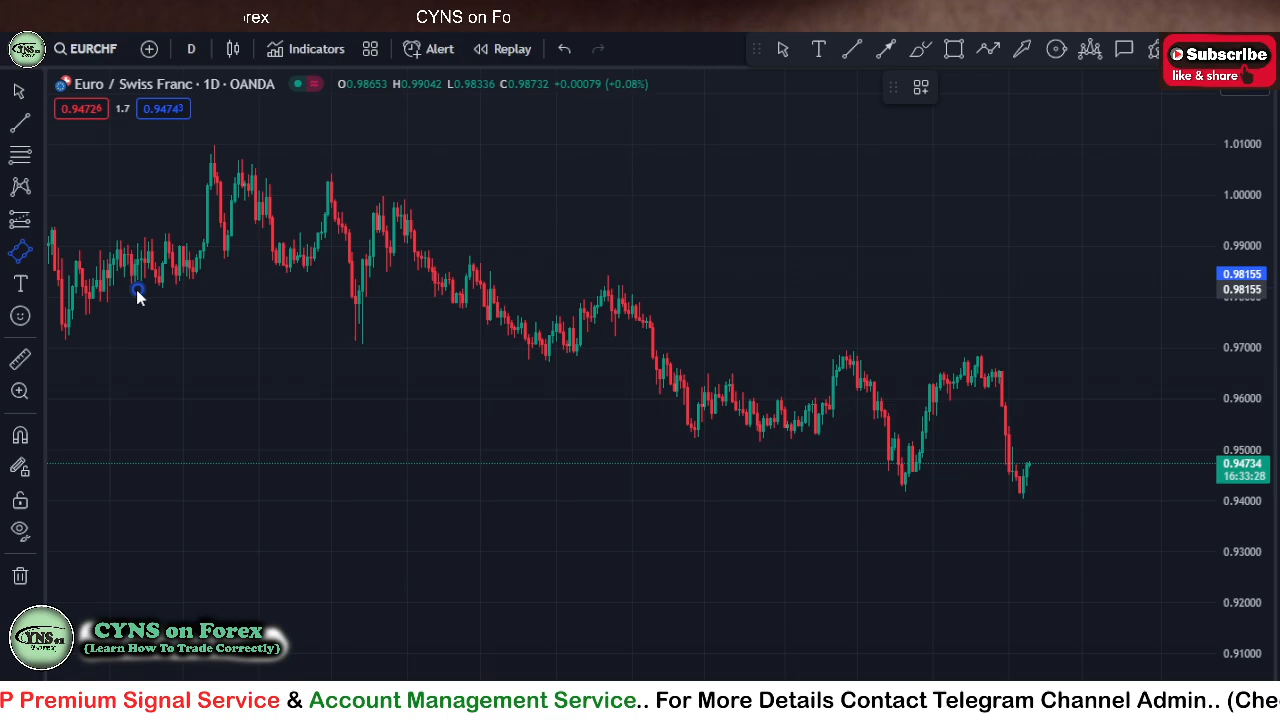 rex
CYNS on Fo
EURCHF
D
Indicators
Alert
Replay
Subscribe
like & share
Euro / Swiss Franc · 1D · OANDA
O0.98653 H0.99042 L0.98336 C0.98732 +0.00079 (+0.08%)
0.94726
1.7
0.94743
1.01000
1.00000
0.99000
0.98155
0.98155
0.97000
0.96000
0.95000
0.94734
16:33:28
0.94000
0.93000
0.92000
0.91000
CYNS on Forex
{Learn How To Trade Correctly}
P Premium Signal Service & Account Management Service.. For More Details Contact Telegram Channel Admin.. (Che